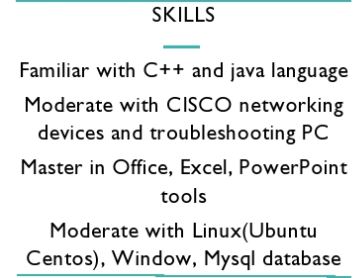 SKILLS
Familiar with C++ and java language
Moderate with CISCO networking
devices and troubleshooting PC
Master in Office, Excel, PowerPoint
tools
Moderate with Linux(Ubuntu
Centos), Window, Mysql database